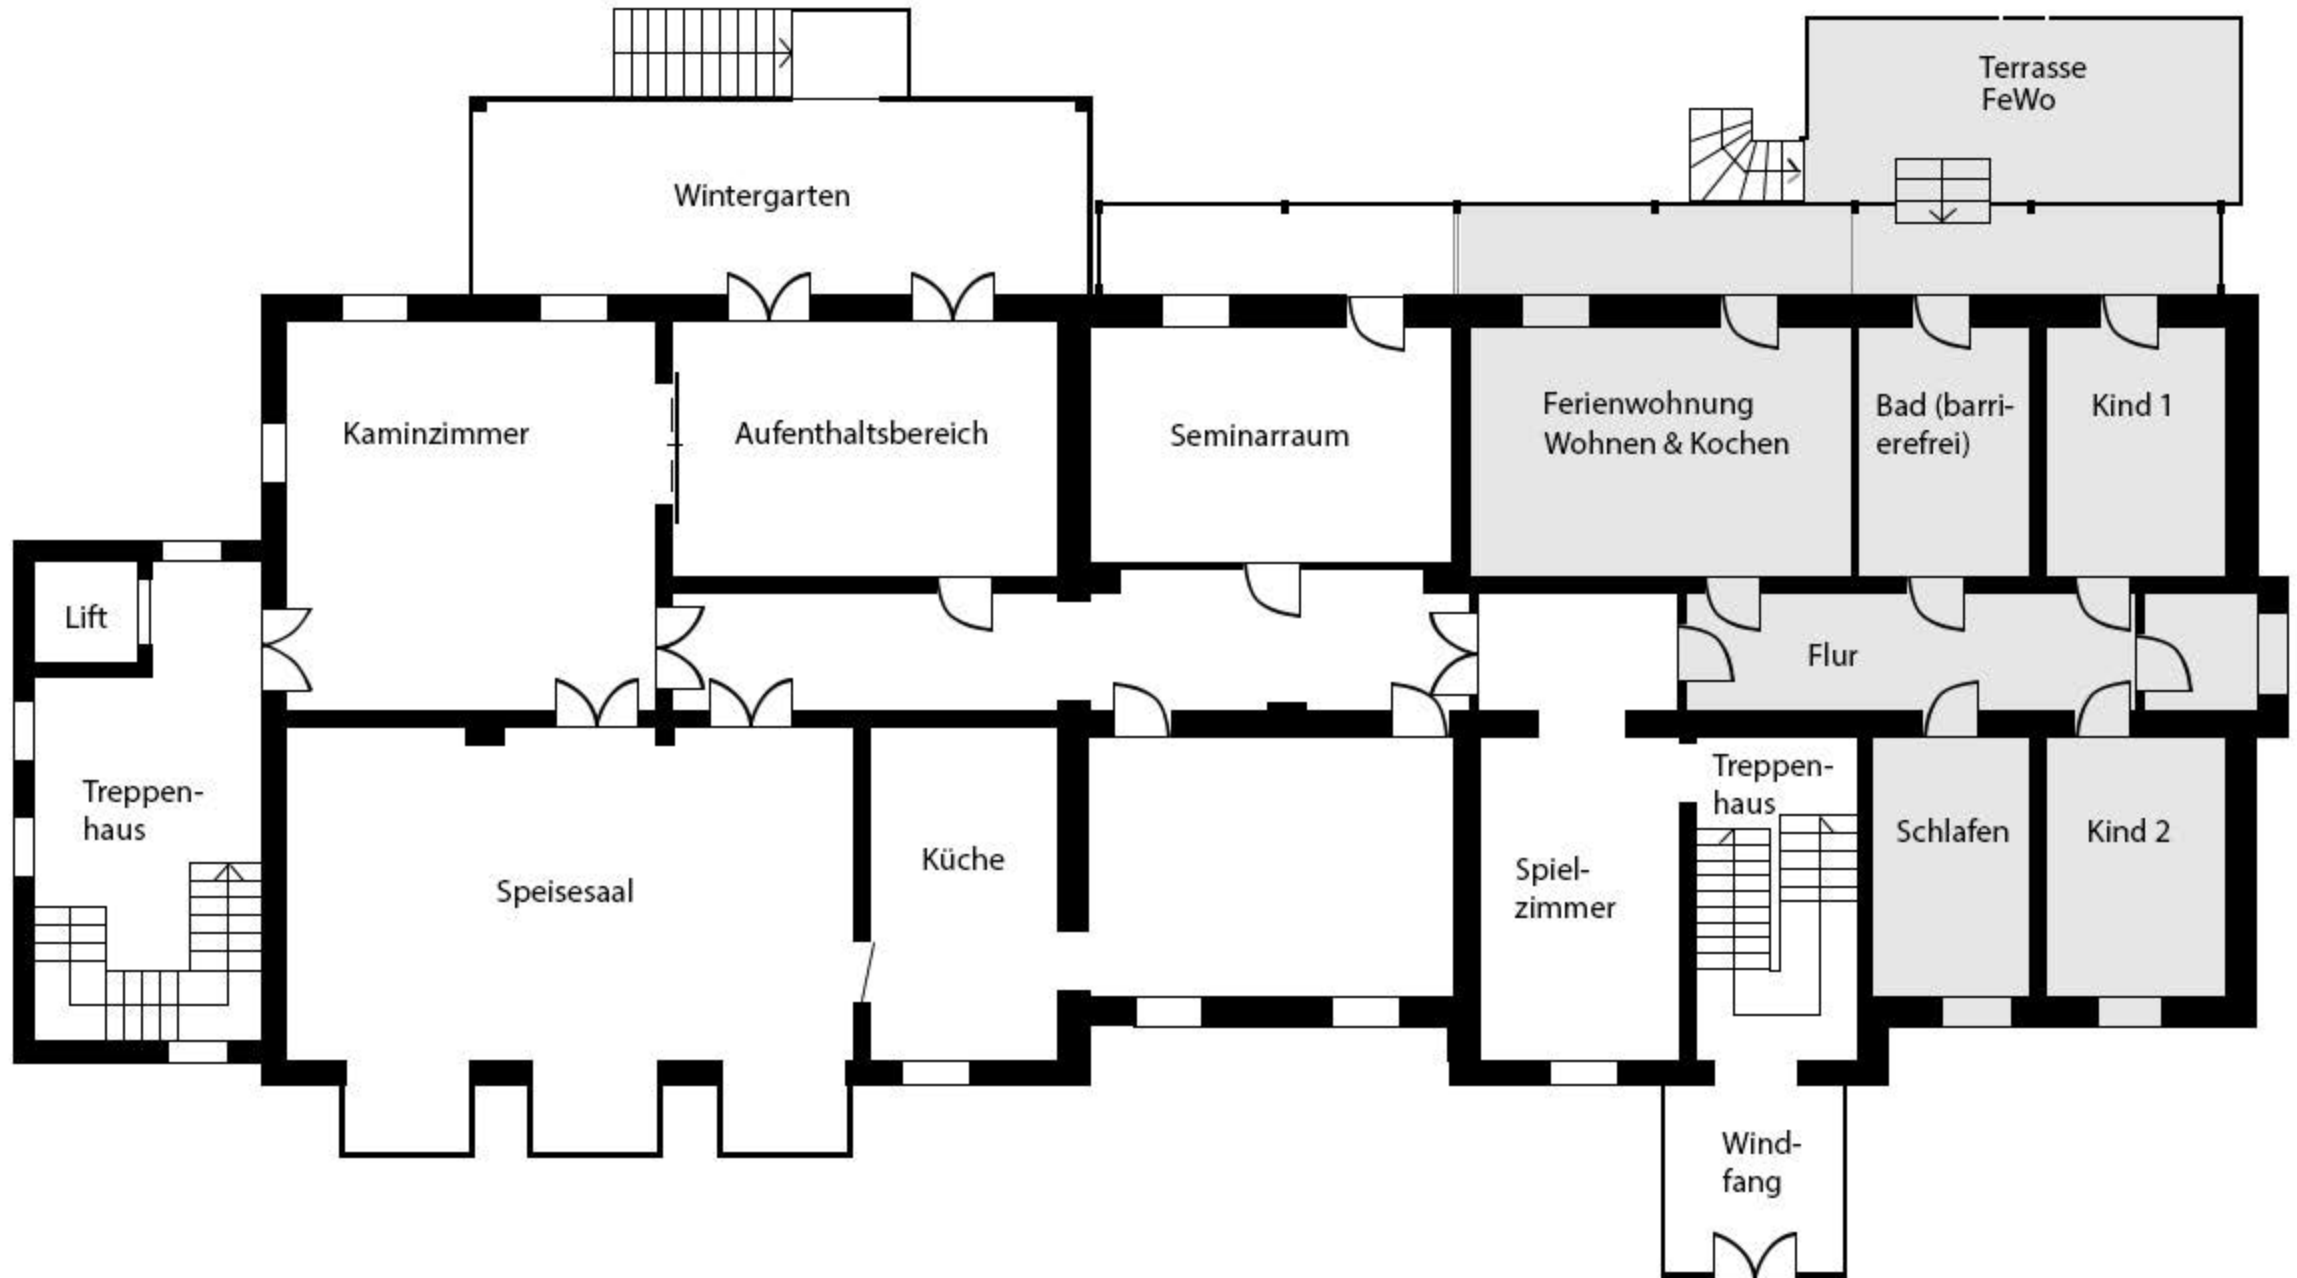 Terrasse
FeWo
Wintergarten
Kaminzimmer
Aufenthaltsbereich
Seminarraum
Ferienwohnung
Wohnen & Kochen
Bad (barri-
erefrei)
Kind 1
Lift
Flur
Treppen-
haus
Speisesaal
Küche
Spiel-
zimmer
Treppen-
haus
Schlafen
Kind 2
Wind-
fang